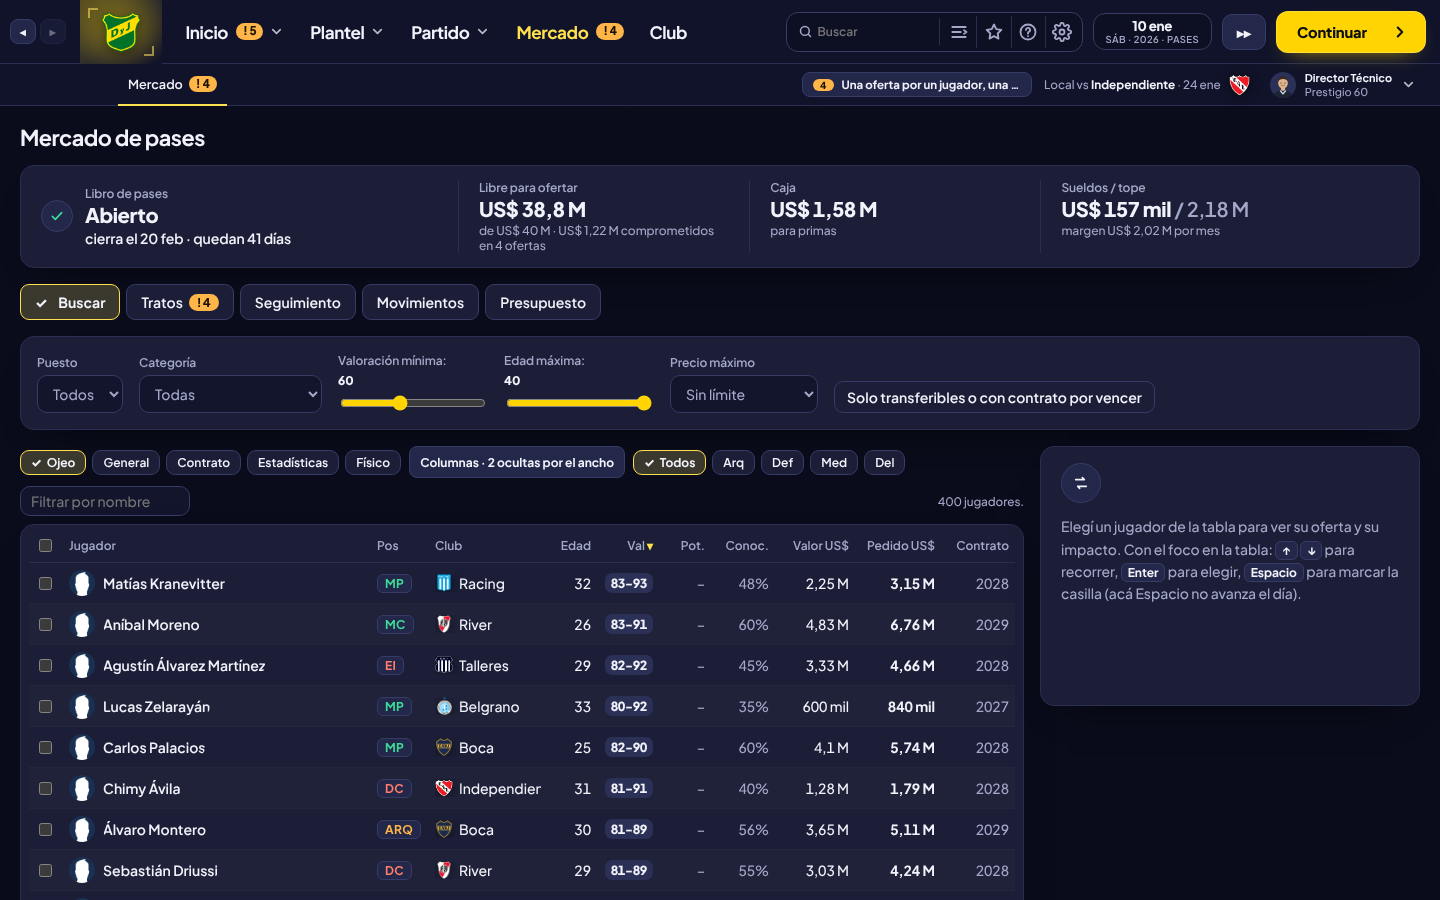 ◂ ▸ DYJ Inicio !5 Plantel Partido Mercado !4 Club Buscar 10 ene SÁB · 2026 · PASES ▸▸ Continuar
Mercado !4 4 Una oferta por un jugador, una ... Local vs Independiente · 24 ene Director Técnico Prestigio 60
Mercado de pases
Libro de pases
Abierto
cierra el 20 feb · quedan 41 días
Libre para ofertar
US$ 38,8 M
de US$ 40 M · US$ 1,22 M comprometidos
en 4 ofertas
Caja
US$ 1,58 M
para primas
Sueldos / tope
US$ 157 mil / 2,18 M
margen US$ 2,02 M por mes
✓ Buscar Tratos !4 Seguimiento Movimientos Presupuesto
Puesto
Todos
Categoría
Todas
Valoración mínima:
60
Edad máxima:
40
Precio máximo
Sin límite
Solo transferibles o con contrato por vencer
✓ Ojeo General Contrato Estadísticas Físico Columnas · 2 ocultas por el ancho ✓ Todos Arq Def Med Del
Filtrar por nombre 400 jugadores.
Jugador Pos Club Edad Val▼ Pot. Conoc. Valor US$ Pedido US$ Contrato
Matías Kranevitter MP Racing 32 83–93 – 48% 2,25 M 3,15 M 2028
Aníbal Moreno MC River 26 83–91 – 60% 4,83 M 6,76 M 2029
Agustín Álvarez Martínez EI Talleres 29 82–92 – 45% 3,33 M 4,66 M 2028
Lucas Zelarayán MP Belgrano 33 80–92 – 35% 600 mil 840 mil 2027
Carlos Palacios MP Boca 25 82–90 – 60% 4,1 M 5,74 M 2028
Chimy Ávila DC Independier 31 81–91 – 40% 1,28 M 1,79 M 2028
Álvaro Montero ARQ Boca 30 81–89 – 56% 3,65 M 5,11 M 2029
Sebastián Driussi DC River 29 81–89 – 55% 3,03 M 4,24 M 2028
Elegí un jugador de la tabla para ver su oferta y su
impacto. Con el foco en la tabla: ↑ ↓ para
recorrer, Enter para elegir, Espacio para marcar la
casilla (acá Espacio no avanza el día).